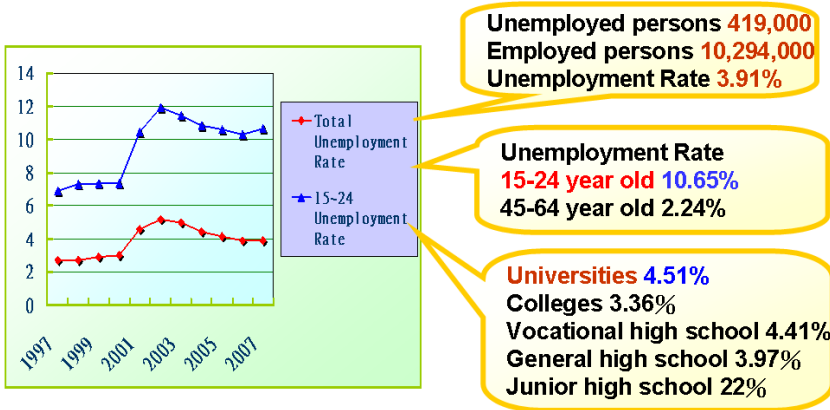 Unemployed persons 419,000
Employed persons 10,294,000
Unemployment Rate 3.91%
14
12
10
8
6
4
2
0
1997
1999
2001
2003
2005
2007
Total
Unemployment
Rate
15~24
Unemployment
Rate
Unemployment Rate
15-24 year old 10.65%
45-64 year old 2.24%
Universities 4.51%
Colleges 3.36%
Vocational high school 4.41%
General high school 3.97%
Junior high school 22%